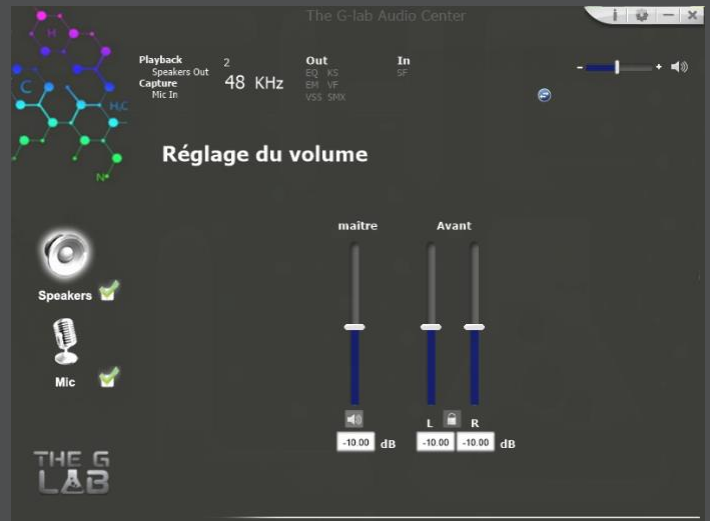 The G-lab Audio Center
Playback
Speakers Out
Capture
Mic In
2
48 KHz
Out
EQ KS
EM VF
VSS SMX
In
SF
- +
H
C
H₃C
N
Réglage du volume
maître
Avant
Speakers
Mic
L R
-10.00 dB
-10.00 -10.00 dB
THE G
LAB